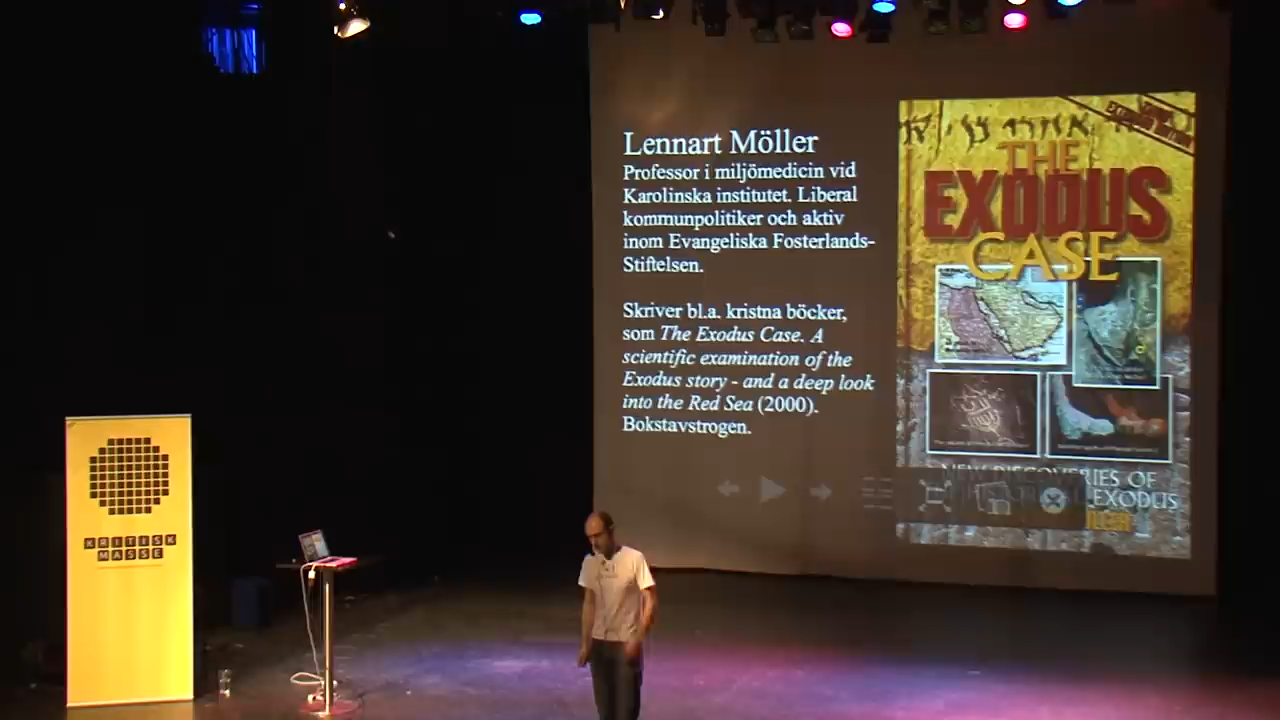 Lennart Möller
Professor i miljömedicin vid
Karolinska institutet. Liberal
kommunpolitiker och aktiv
inom Evangeliska Fosterlands-
Stiftelsen.
Skriver bl.a. kristna böcker,
som The Exodus Case. A
scientific examination of the
Exodus story - and a deep look
into the Red Sea (2000).
Bokstavstrogen.
THE
EXODUS
CASE
NEW DISCOVERIES OF
EXODUS
KRITISK
MASSE